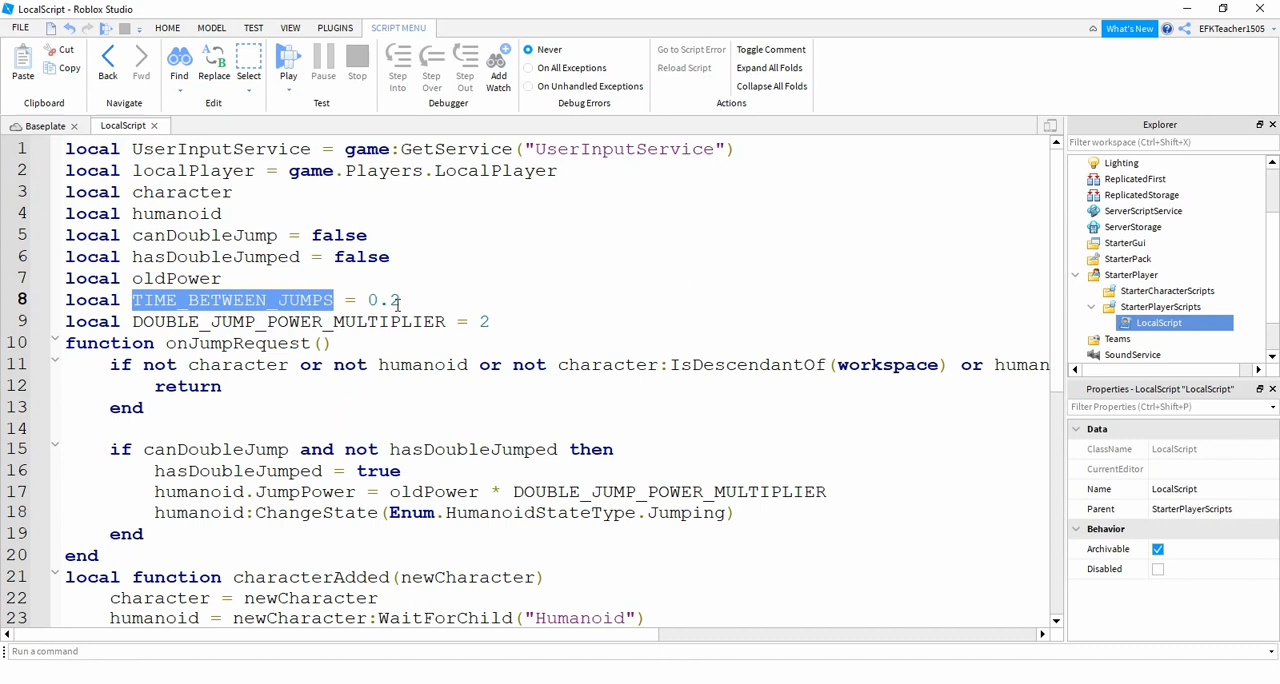 LocalScript - Roblox Studio
FILE HOME MODEL TEST VIEW PLUGINS SCRIPT MENU What's New EFKTeacher1505
Paste Cut Copy Back Fwd Find Replace Select Play Pause Stop Step Into Step Over Step Out Add Watch Never On All Exceptions On Unhandled Exceptions Go to Script Error Reload Script Toggle Comment Expand All Folds Collapse All Folds
Clipboard Navigate Edit Test Debugger Debug Errors Actions
Baseplate LocalScript
1 local UserInputService = game:GetService("UserInputService")
2 local localPlayer = game.Players.LocalPlayer
3 local character
4 local humanoid
5 local canDoubleJump = false
6 local hasDoubleJumped = false
7 local oldPower
8 local TIME_BETWEEN_JUMPS = 0.2
9 local DOUBLE_JUMP_POWER_MULTIPLIER = 2
10 function onJumpRequest()
11 if not character or not humanoid or not character:IsDescendantOf(workspace) or human
12 return
13 end
14
15 if canDoubleJump and not hasDoubleJumped then
16 hasDoubleJumped = true
17 humanoid.JumpPower = oldPower * DOUBLE_JUMP_POWER_MULTIPLIER
18 humanoid:ChangeState(Enum.HumanoidStateType.Jumping)
19 end
20 end
21 local function characterAdded(newCharacter)
22 character = newCharacter
23 humanoid = newCharacter:WaitForChild("Humanoid")
Run a command
Explorer
Filter workspace (Ctrl+Shift+X)
Lighting
ReplicatedFirst
ReplicatedStorage
ServerScriptService
ServerStorage
StarterGui
StarterPack
StarterPlayer
StarterCharacterScripts
StarterPlayerScripts
LocalScript
Teams
SoundService
Properties - LocalScript "LocalScript"
Filter Properties (Ctrl+Shift+P)
Data
ClassName LocalScript
CurrentEditor
Name LocalScript
Parent StarterPlayerScripts
Behavior
Archivable
Disabled